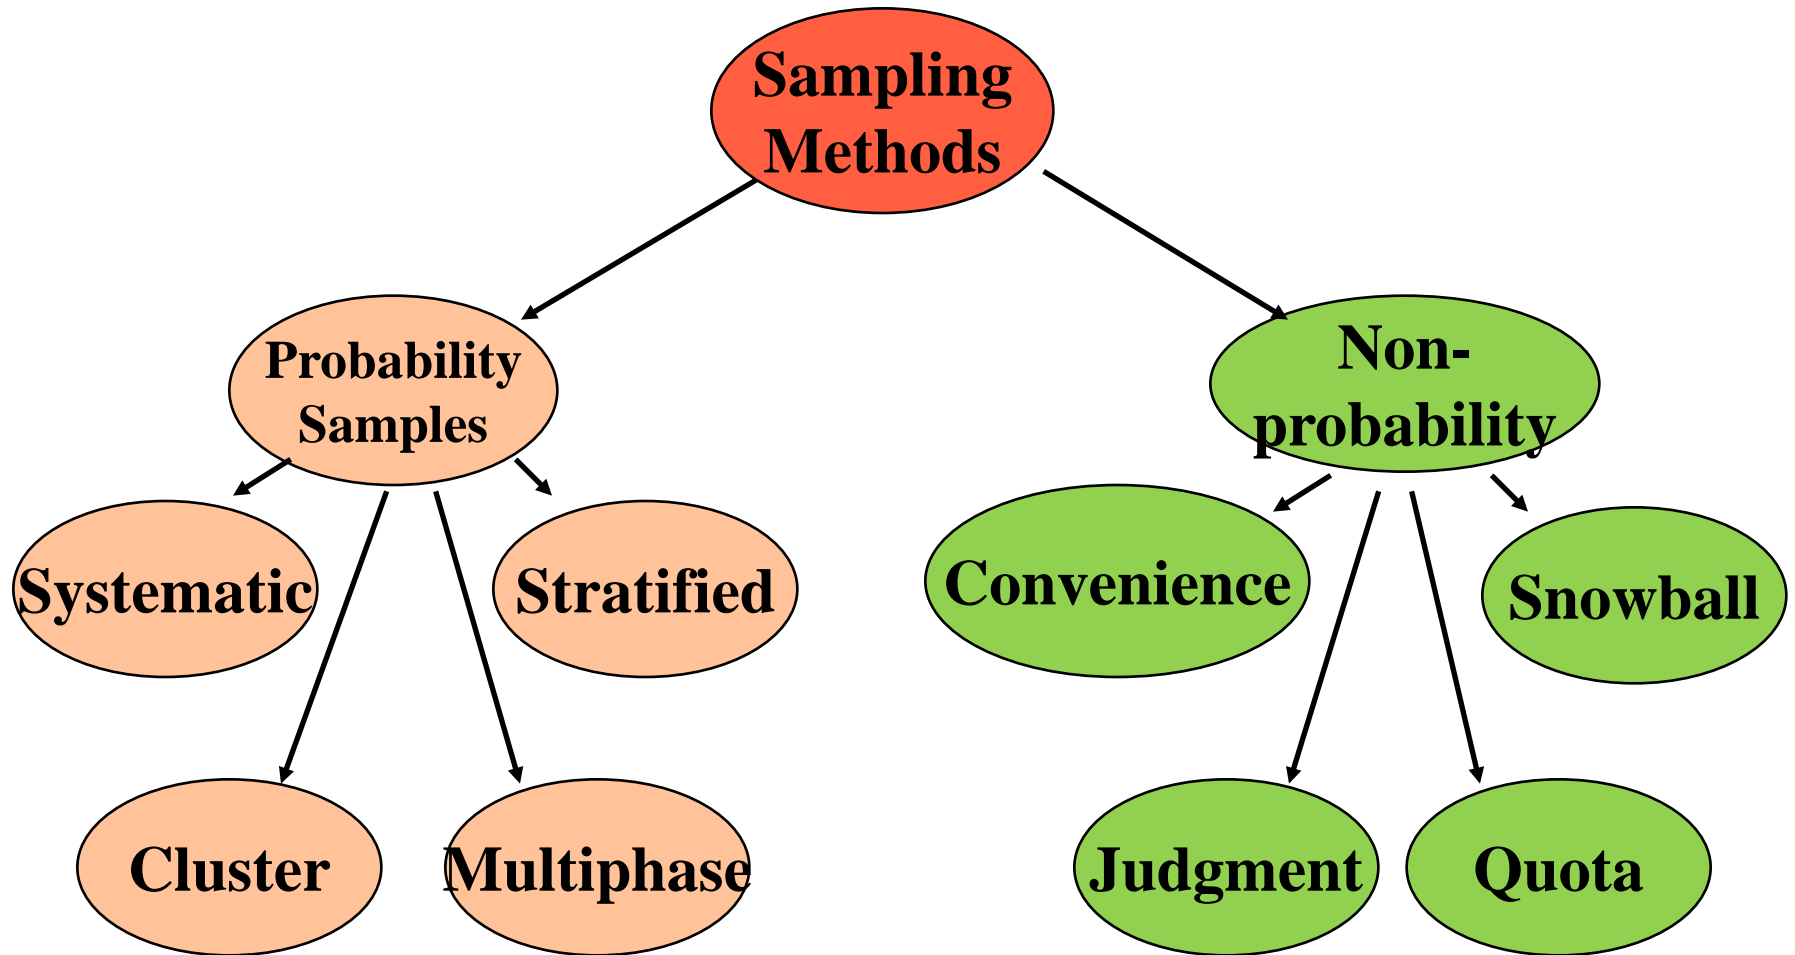 Sampling
Methods
Probability
Samples
Non-
probability
Systematic
Stratified
Convenience
Snowball
Cluster
Multiphase
Judgment
Quota